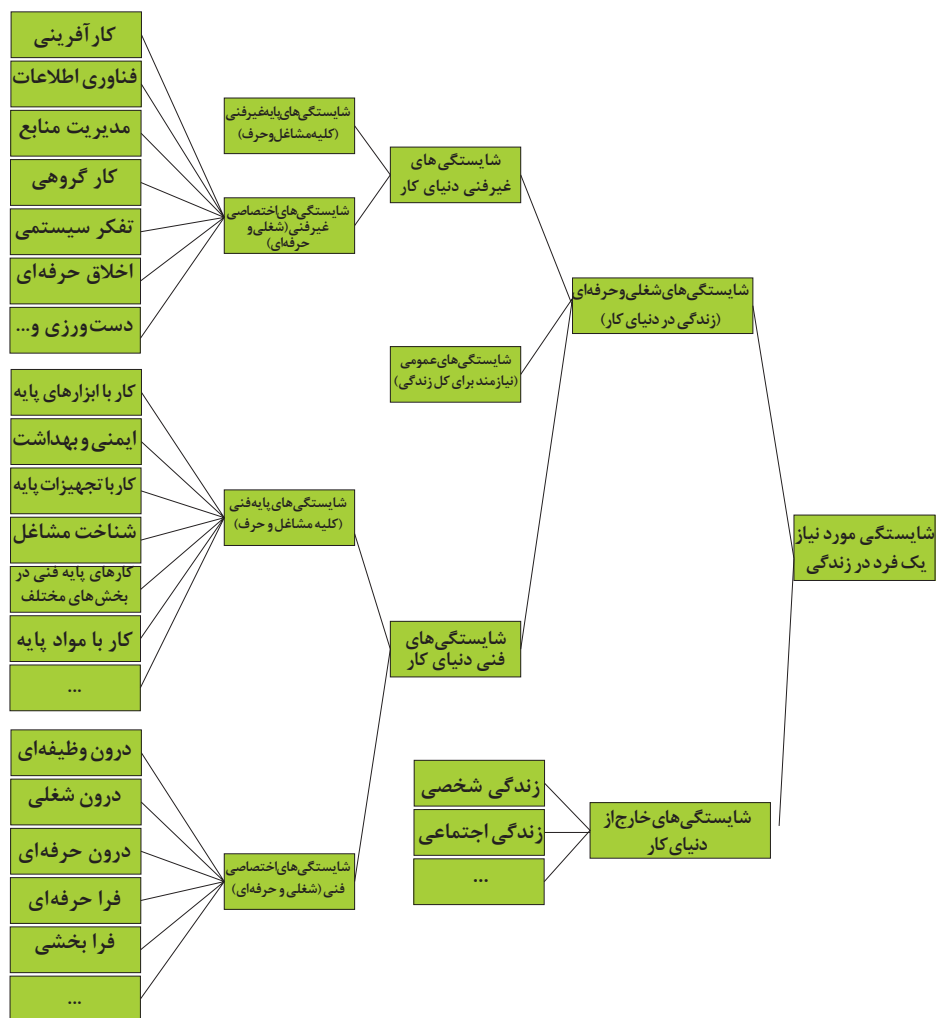 شایستگی مورد نیاز
یک فرد در زندگی
شایستگی‌های شغلی و حرفه‌ای
(زندگی در دنیای کار)
شایستگی‌های
غیرفنی دنیای کار
شایستگی‌های پایه غیرفنی
(کلیه مشاغل و حرف)
شایستگی‌های اختصاصی
غیرفنی (شغلی و
حرفه‌ای)
کارآفرینی
فناوری اطلاعات
مدیریت منابع
کار گروهی
تفکر سیستمی
اخلاق حرفه‌ای
دست‌ورزی و...
شایستگی‌های عمومی
(نیازمند برای کل زندگی)
شایستگی‌های
فنی دنیای کار
شایستگی‌های پایه فنی
(کلیه مشاغل و حرف)
کار با ابزارهای پایه
ایمنی و بهداشت
کار با تجهیزات پایه
شناخت مشاغل
کارهای پایه فنی در
بخش‌های مختلف
کار با مواد پایه
...
شایستگی‌های اختصاصی
فنی (شغلی و حرفه‌ای)
درون وظیفه‌ای
درون شغلی
درون حرفه‌ای
فرا حرفه‌ای
فرا بخشی
...
شایستگی‌های خارج از
دنیای کار
زندگی شخصی
زندگی اجتماعی
...